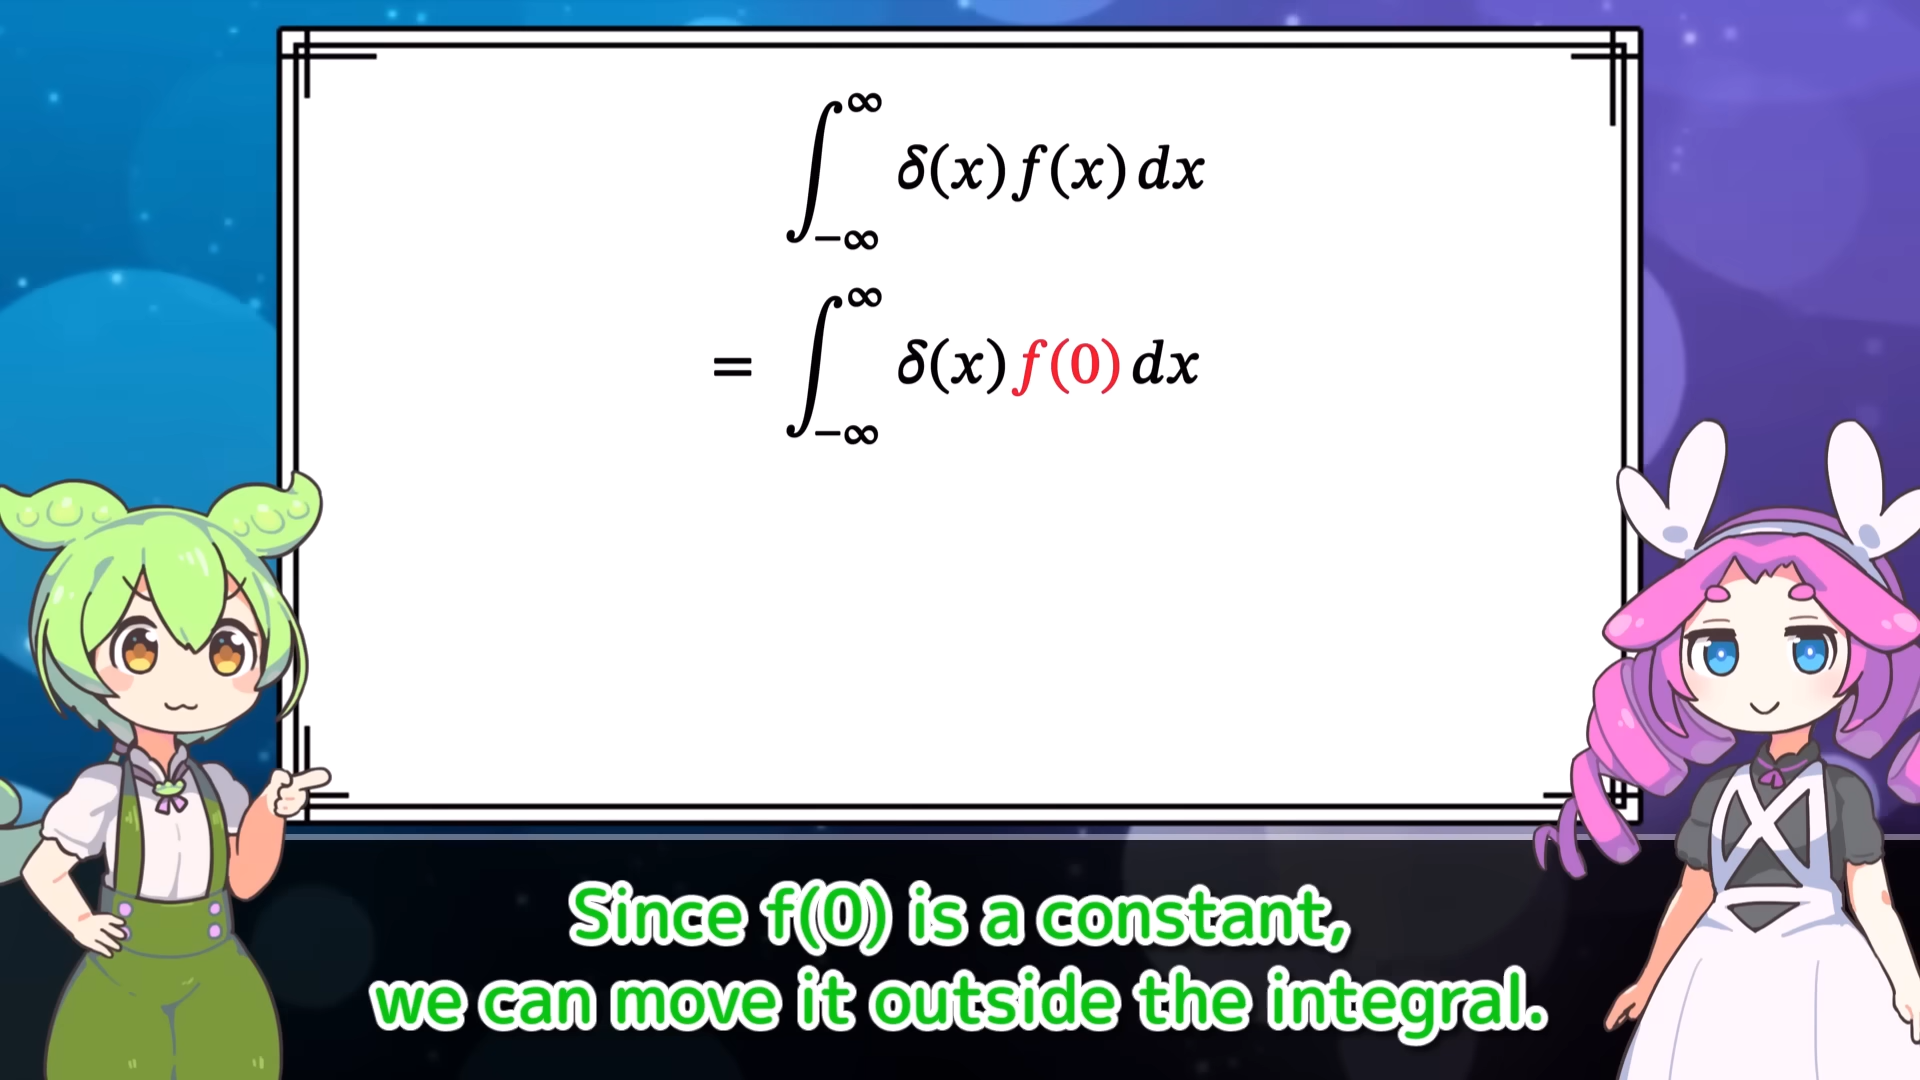 ∫_{-∞}^{∞} δ(x) f(x) dx
= ∫_{-∞}^{∞} δ(x) f(0) dx
Since f(0) is a constant,
we can move it outside the integral.